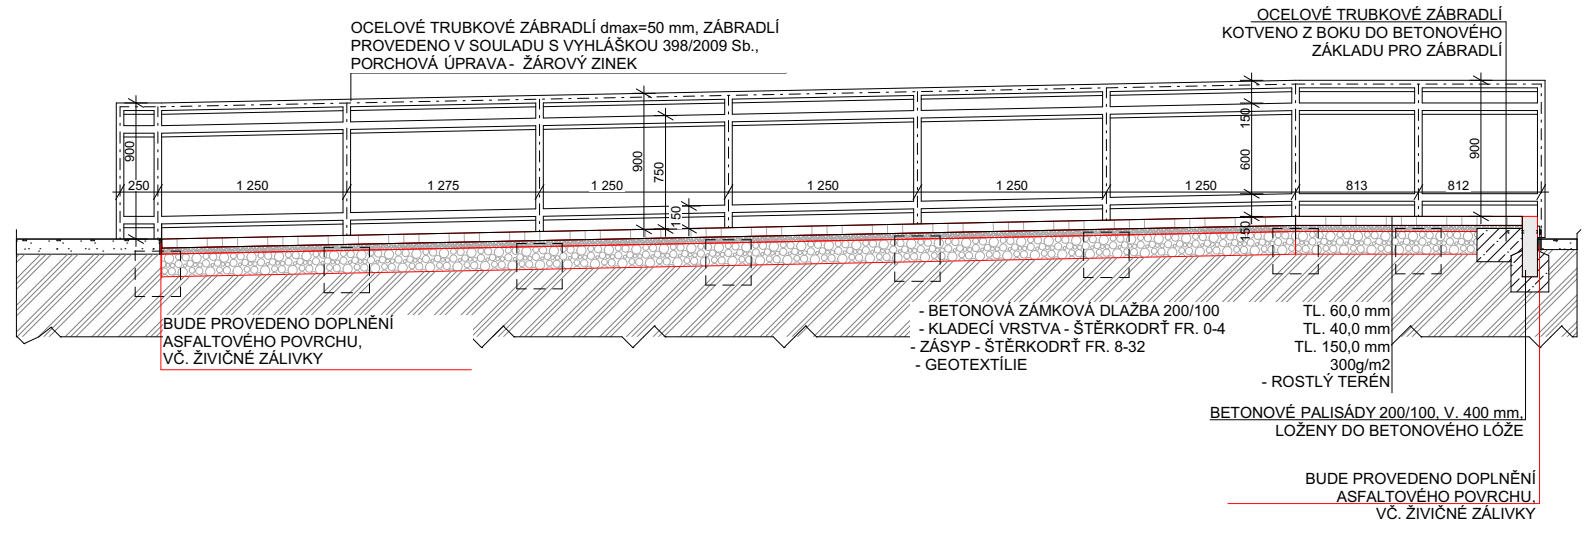 OCELOVÉ TRUBKOVÉ ZÁBRADLÍ dmax=50 mm, ZÁBRADLÍ
PROVEDENO V SOULADU S VYHLÁŠKOU 398/2009 Sb.,
PORCHOVÁ ÚPRAVA - ŽÁROVÝ ZINEK
OCELOVÉ TRUBKOVÉ ZÁBRADLÍ
KOTVENO Z BOKU DO BETONOVÉHO
ZÁKLADU PRO ZÁBRADLÍ
900
250
1 250
1 275
1 250
900
750
150
1 250
1 250
1 250
150
600
150
813
900
812
BUDE PROVEDENO DOPLNĚNÍ
ASFALTOVÉHO POVRCHU,
VČ. ŽIVIČNÉ ZÁLIVKY
- BETONOVÁ ZÁMKOVÁ DLAŽBA 200/100 TL. 60,0 mm
- KLADECÍ VRSTVA - ŠTĚRKODRŤ FR. 0-4 TL. 40,0 mm
- ZÁSYP - ŠTĚRKODRŤ FR. 8-32 TL. 150,0 mm
- GEOTEXTÍLIE 300g/m2
- ROSTLÝ TERÉN
BETONOVÉ PALISÁDY 200/100, V. 400 mm,
LOŽENY DO BETONOVÉHO LÓŽE
BUDE PROVEDENO DOPLNĚNÍ
ASFALTOVÉHO POVRCHU,
VČ. ŽIVIČNÉ ZÁLIVKY